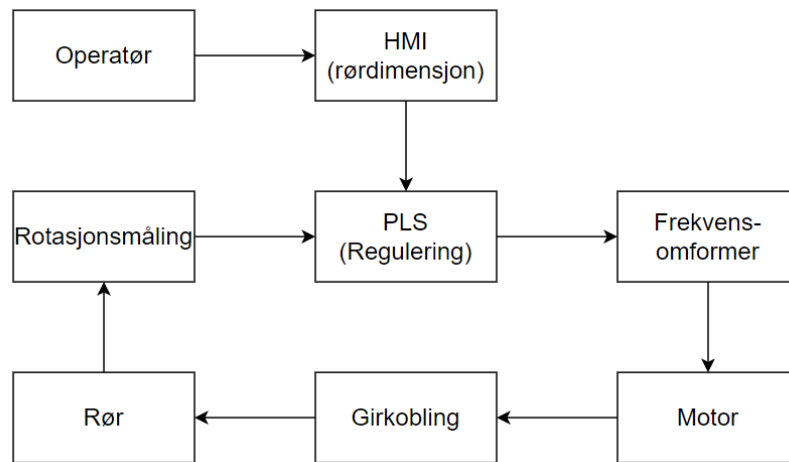 Operatør
HMI
(rørdimensjon)
Rotasjonsmåling
PLS
(Regulering)
Frekvens-
omformer
Rør
Girkobling
Motor